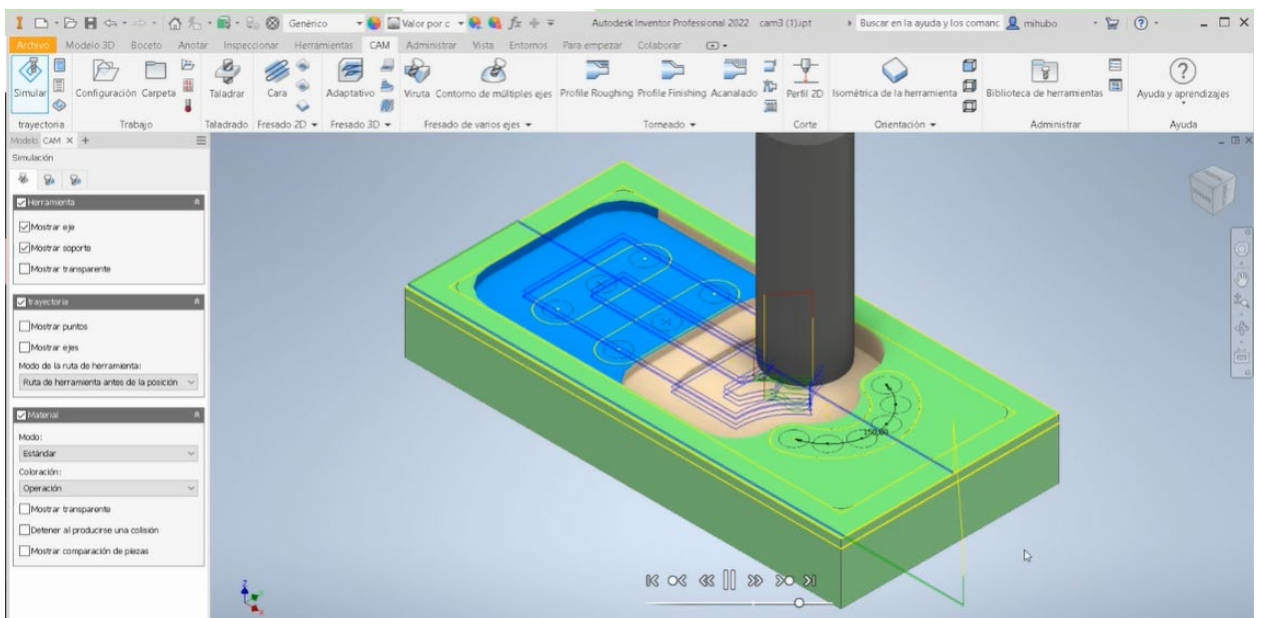 Genérico
Valor por c
Autodesk Inventor Professional 2022 cam3 (1).ipt
Buscar en la ayuda y los comanc
mihubo
Archivo Modelo 3D Boceto Anotar Inspeccionar Herramientas CAM Administrar Vista Entornos Para empezar Colaborar
Simular Configuración Carpeta Taladrar Cara Adaptativo Viruta Contorno de múltiples ejes Profile Roughing Profile Finishing Acanalado Perfil 2D Isométrica de la herramienta Biblioteca de herramientas Ayuda y aprendizajes
trayectoria Trabajo Taladrado Fresado 2D Fresado 3D Fresado de varios ejes Torneado Corte Orientación Administrar Ayuda
Modelo CAM X +
Simulación
Herramienta
Mostrar eje
Mostrar soporte
Mostrar transparente
trayectoria
Mostrar puntos
Mostrar ejes
Modo de la ruta de herramienta:
Ruta de herramienta antes de la posición
Material
Modo:
Estándar
Coloración:
Operación
Mostrar transparente
Detener al producirse una colisión
Mostrar comparación de piezas
Z